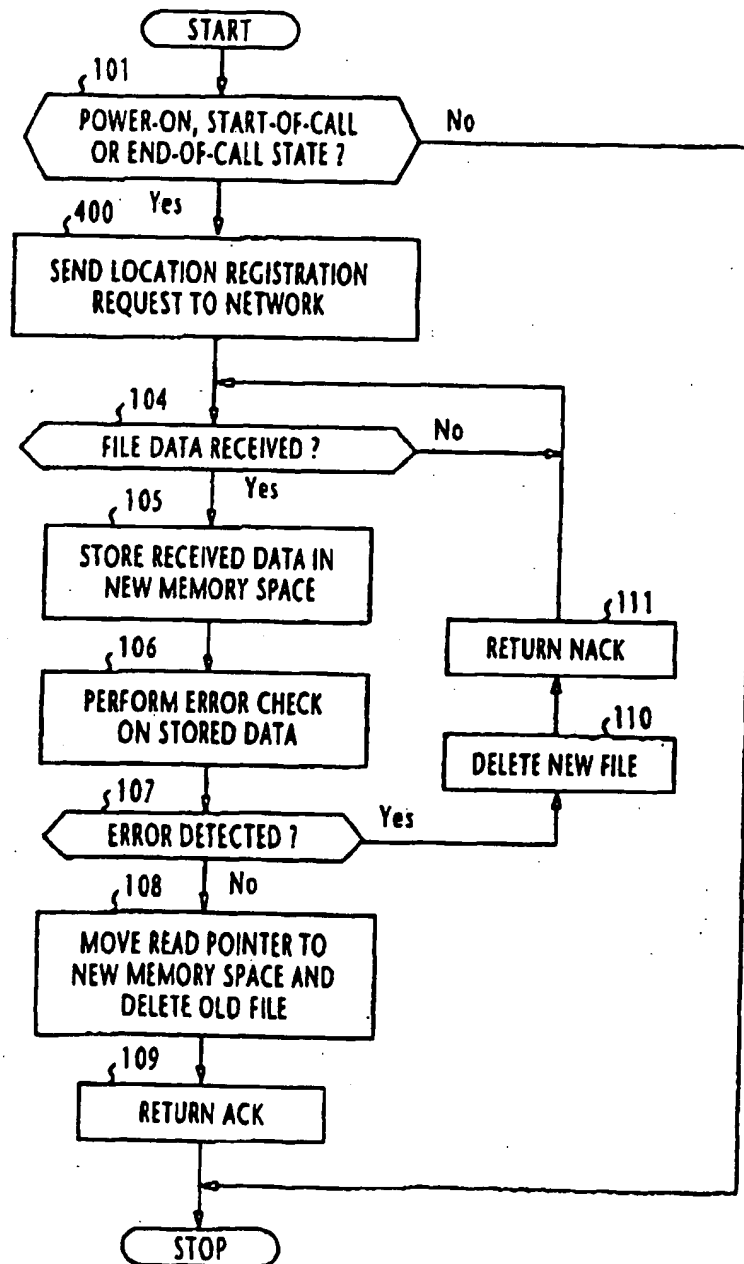 START
101
POWER-ON, START-OF-CALL
OR END-OF-CALL STATE ?
No
Yes
400
SEND LOCATION REGISTRATION
REQUEST TO NETWORK
104
FILE DATA RECEIVED ?
No
Yes
105
STORE RECEIVED DATA IN
NEW MEMORY SPACE
111
RETURN NACK
106
PERFORM ERROR CHECK
ON STORED DATA
110
DELETE NEW FILE
107
ERROR DETECTED ?
Yes
No
108
MOVE READ POINTER TO
NEW MEMORY SPACE AND
DELETE OLD FILE
109
RETURN ACK
STOP